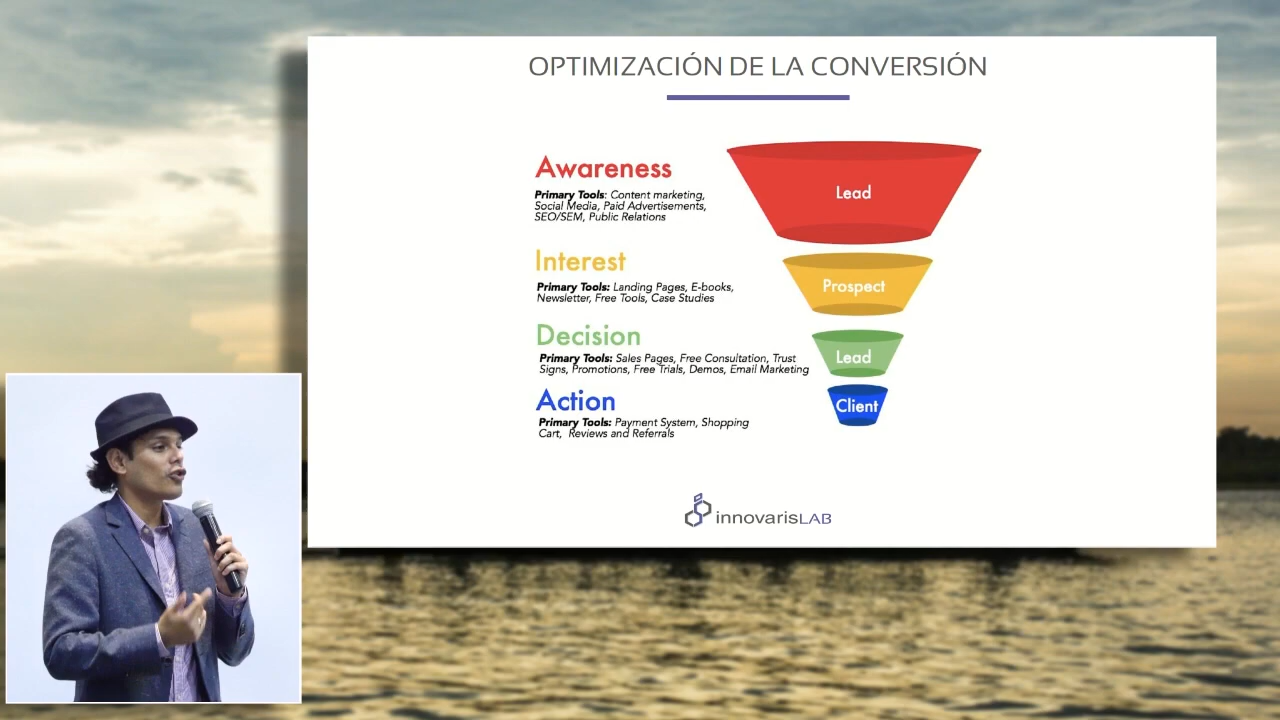 OPTIMIZACIÓN DE LA CONVERSIÓN
Awareness
Primary Tools: Content marketing,
Social Media, Paid Advertisements,
SEO/SEM, Public Relations
Lead
Interest
Primary Tools: Landing Pages, E-books,
Newsletter, Free Tools, Case Studies
Prospect
Decision
Primary Tools: Sales Pages, Free Consultation, Trust
Signs, Promotions, Free Trials, Demos, Email Marketing
Lead
Action
Primary Tools: Payment System, Shopping
Cart, Reviews and Referrals
Client
innovarisLAB